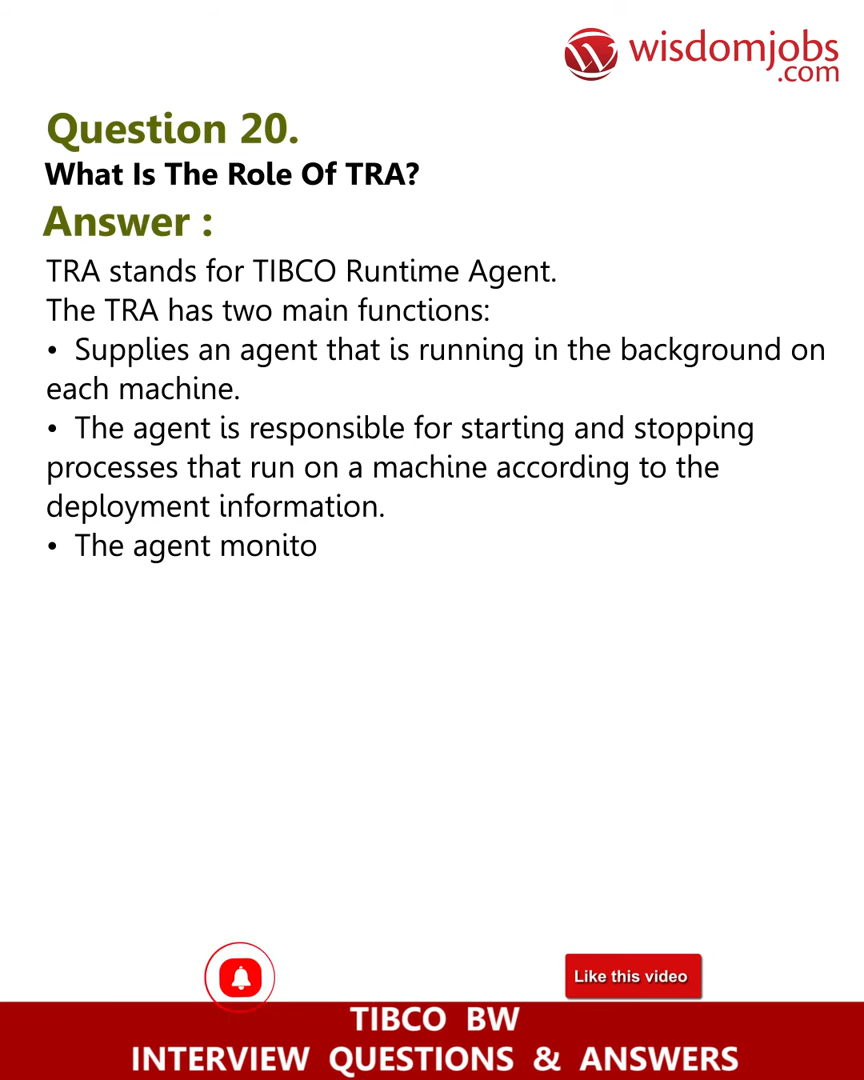 wisdomjobs
.com
Question 20.
What Is The Role Of TRA?
Answer :
TRA stands for TIBCO Runtime Agent.
The TRA has two main functions:
• Supplies an agent that is running in the background on
each machine.
• The agent is responsible for starting and stopping
processes that run on a machine according to the
deployment information.
• The agent monito
Like this video
TIBCO BW
INTERVIEW QUESTIONS & ANSWERS